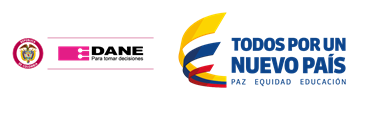 DANE
Para tomar decisiones
TODOS POR UN
NUEVO PAÍS
PAZ EQUIDAD EDUCACIÓN